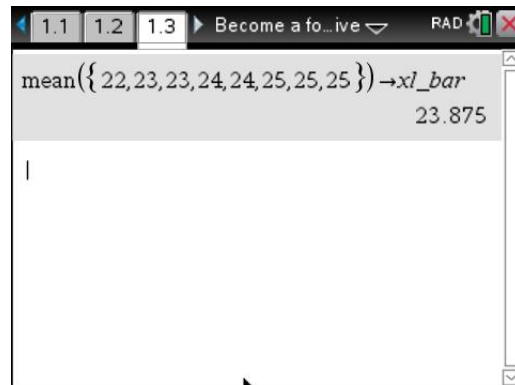 1.1 1.2 1.3 Become a fo…ive RAD
mean({22,23,23,24,24,25,25,25})→xl_bar
23.875